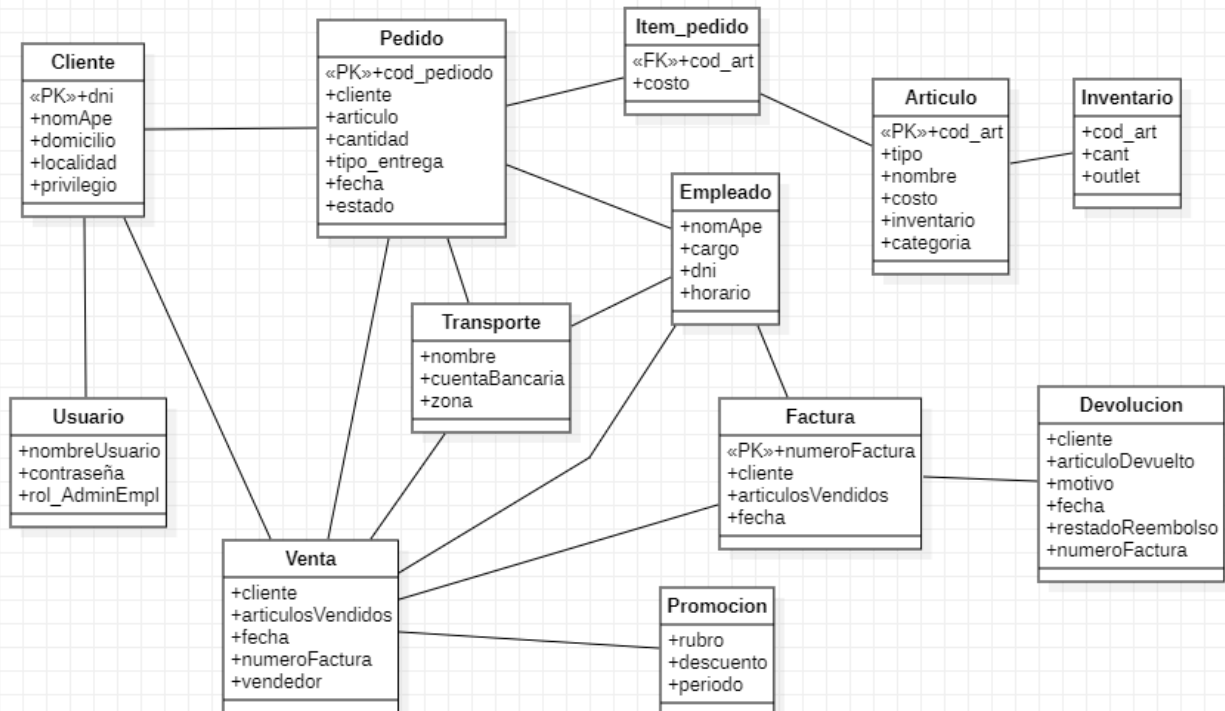 Cliente
«PK»+dni
+nomApe
+domicilio
+localidad
+privilegio
Pedido
«PK»+cod_pediodo
+cliente
+articulo
+cantidad
+tipo_entrega
+fecha
+estado
Item_pedido
«FK»+cod_art
+costo
Artículo
«PK»+cod_art
+tipo
+nombre
+costo
+inventario
+categoria
Inventario
+cod_art
+cant
+outlet
Empleado
+nomApe
+cargo
+dni
+horario
Transporte
+nombre
+cuentaBancaria
+zona
Usuario
+nombreUsuario
+contraseña
+rol_AdminEmpl
Factura
«PK»+numeroFactura
+cliente
+articulosVendidos
+fecha
Devolucion
+cliente
+articuloDevuelto
+motivo
+fecha
+restadoReembolso
+numeroFactura
Venta
+cliente
+articulosVendidos
+fecha
+numeroFactura
+vendedor
Promocion
+rubro
+descuento
+periodo